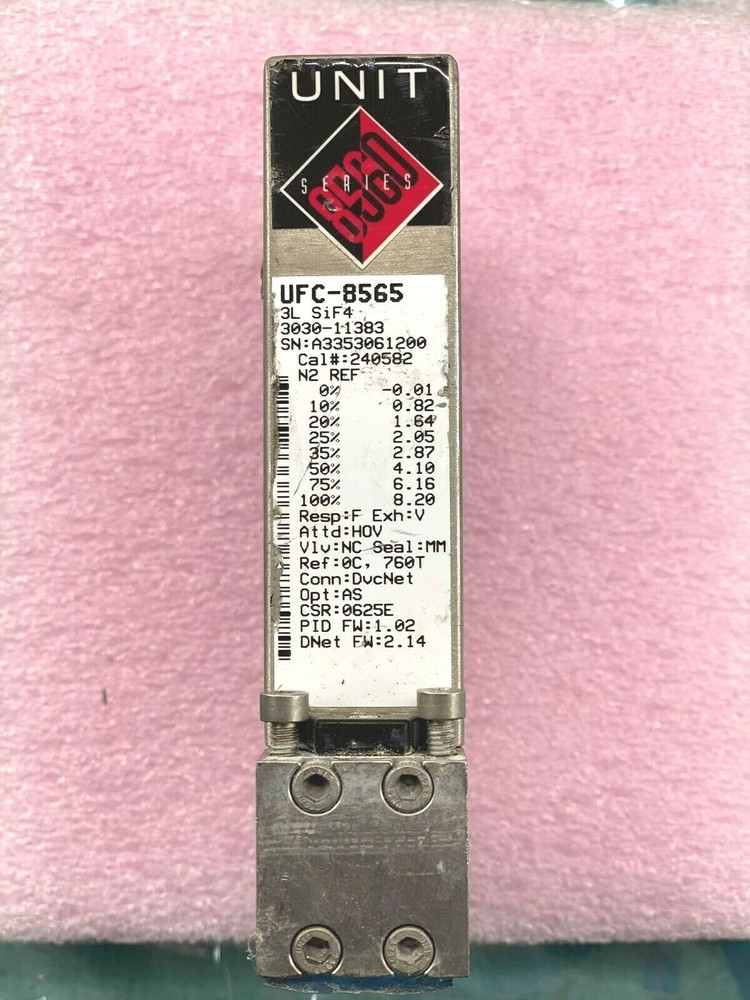 UNIT
8560
SERIES
UFC-8565
3L SiF4
3030-11383
SN:A3353061200
Cal#:240582
N2 REF
0% -0.01
10% 0.82
20% 1.64
25% 2.05
35% 2.87
50% 4.10
75% 6.16
100% 8.20
Resp:F Exh:V
Attd:HOV
Vlv:NC Seal:MM
Ref:0C, 760T
Conn:DvcNet
Opt:AS
CSR:0625E
PID FW:1.02
DNet FW:2.14